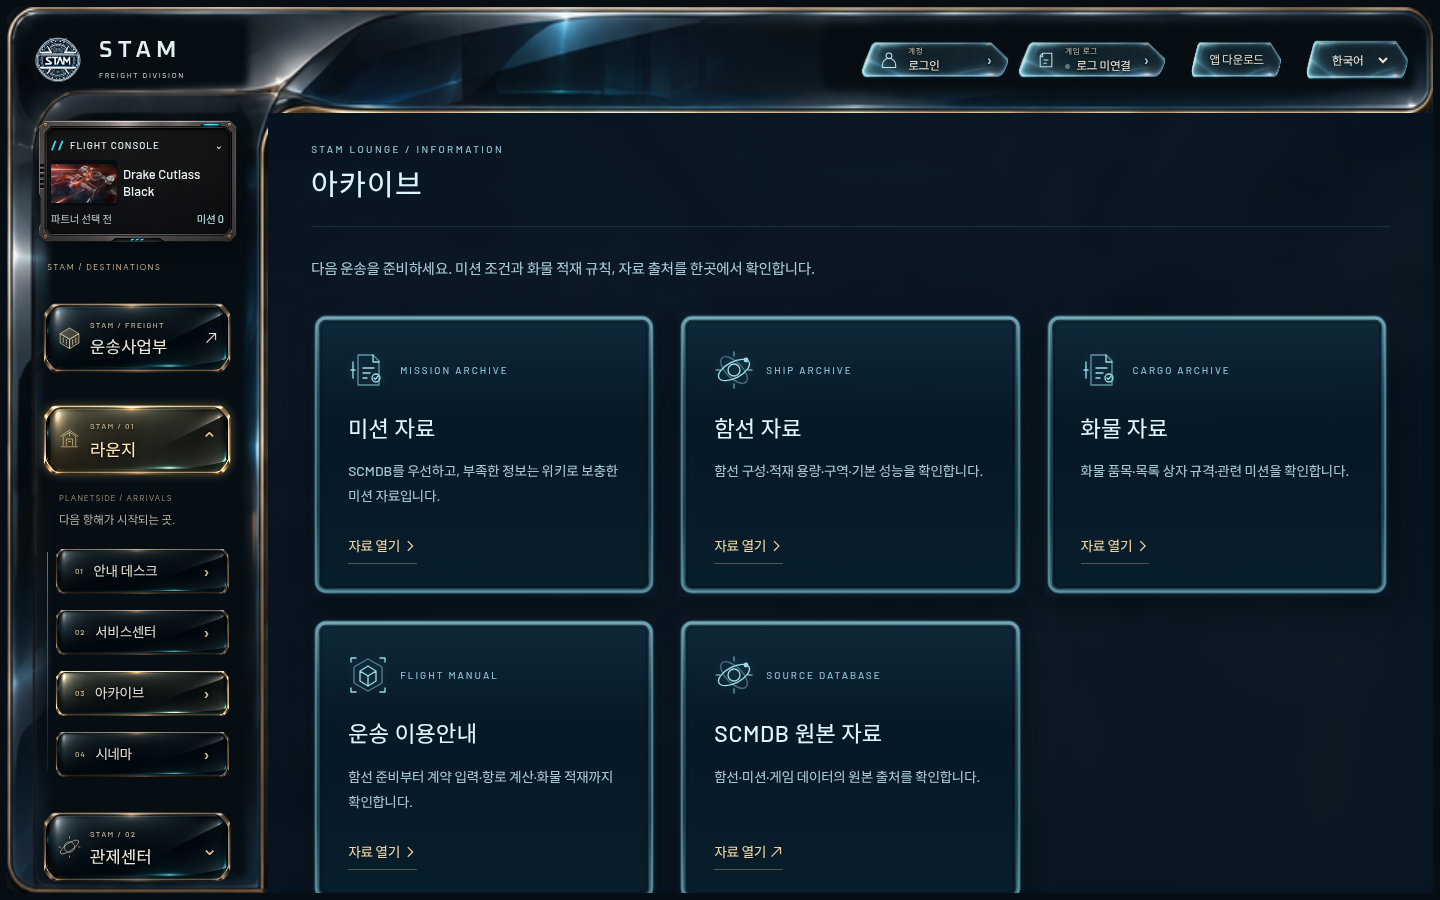 STAM
FREIGHT DIVISION
STAM
계정
로그인
게임 로그
로그 미연결
앱 다운로드
한국어
// FLIGHT CONSOLE
Drake Cutlass
Black
파트너 선택 전
미션 0
STAM / DESTINATIONS
STAM / FREIGHT
운송사업부
STAM / 01
라운지
PLANETSIDE / ARRIVALS
다음 항해가 시작되는 곳.
01 안내 데스크
02 서비스센터
03 아카이브
04 시네마
STAM / 02
관제센터
STAM LOUNGE / INFORMATION
아카이브
다음 운송을 준비하세요. 미션 조건과 화물 적재 규칙, 자료 출처를 한곳에서 확인합니다.
MISSION ARCHIVE
미션 자료
SCMDB를 우선하고, 부족한 정보는 위키로 보충한
미션 자료입니다.
자료 열기
SHIP ARCHIVE
함선 자료
함선 구성·적재 용량·구역·기본 성능을 확인합니다.
자료 열기
CARGO ARCHIVE
화물 자료
화물 품목·목록 상자 규격·관련 미션을 확인합니다.
자료 열기
FLIGHT MANUAL
운송 이용안내
함선 준비부터 계약 입력·항로 계산·화물 적재까지
확인합니다.
자료 열기
SOURCE DATABASE
SCMDB 원본 자료
함선·미션·게임 데이터의 원본 출처를 확인합니다.
자료 열기